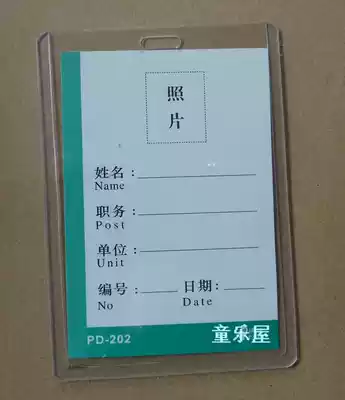 照
片
姓名：
Name
职务：
Post
单位：
Unit
编号： 日期：
No Date
PD-202 童乐屋